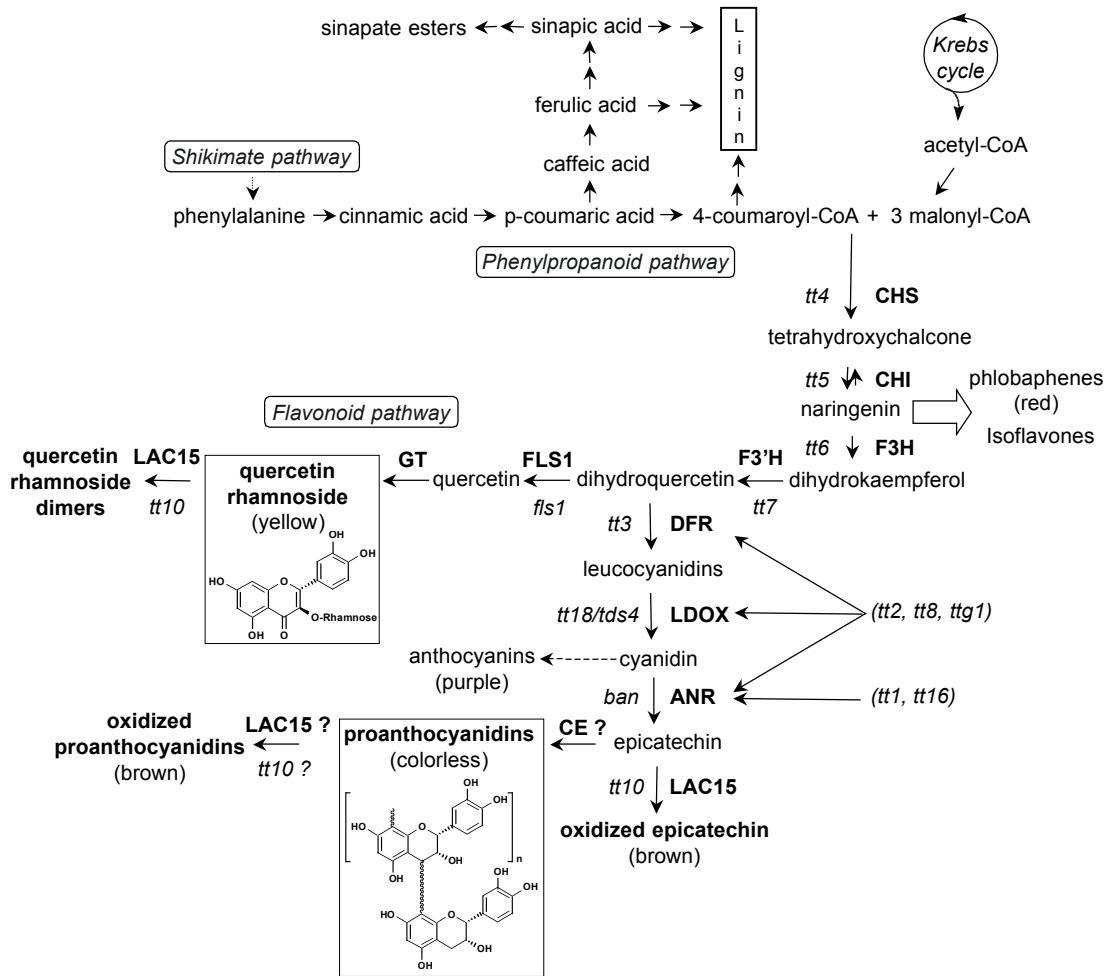 sinapate esters
sinapic acid
L
i
g
n
i
n
Krebs
cycle
ferulic acid
acetyl-CoA
Shikimate pathway
caffeic acid
phenylalanine
cinnamic acid
p-coumaric acid
4-coumaroyl-CoA + 3 malonyl-CoA
Phenylpropanoid pathway
tt4
CHS
tetrahydroxychalcone
tt5
CHI
phlobaphenes
(red)
Isoflavones
naringenin
Flavonoid pathway
tt6
F3H
quercetin
rhamnoside
dimers
LAC15
tt10
quercetin
rhamnoside
(yellow)
OH
OH
HO
O
O-Rhamnose
OH
O
GT
quercetin
FLS1
fls1
dihydroquercetin
F3'H
tt7
dihydrokaempferol
tt3
DFR
leucocyanidins
tt18/tds4
LDOX
(tt2, tt8, ttg1)
anthocyanins
(purple)
cyanidin
ban
ANR
(tt1, tt16)
oxidized
proanthocyanidins
(brown)
LAC15 ?
tt10 ?
proanthocyanidins
(colorless)
CE ?
epicatechin
tt10
LAC15
oxidized epicatechin
(brown)
OH
OH
HO
O
OH
OH
n
OH
OH
HO
O
OH
OH